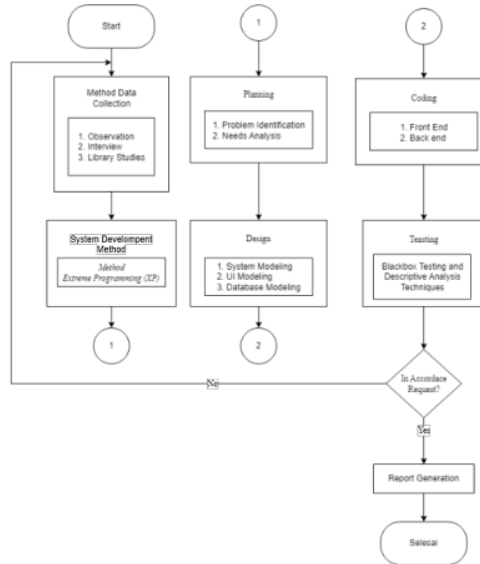 Start
Method Data
Collection
1. Observation
2. Interview
3. Library Studies
System Develompent
Method
Method
Extreme Programming (XP)
1
1
Planning
1. Problem Identification
2. Needs Analysis
Design
1. System Modeling
2. UI Modeling
3. Database Modeling
2
2
Coding
1. Front End
2. Back end
Teasting
Blackbox Testing and
Descriptive Analysis
Techniques
In Accordace
Request?
No
Yes
Report Generation
Selesai